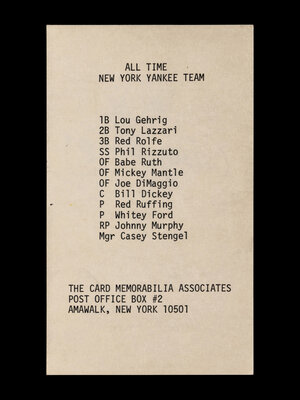 ALL TIME
NEW YORK YANKEE TEAM
1B Lou Gehrig
2B Tony Lazzari
3B Red Rolfe
SS Phil Rizzuto
OF Babe Ruth
OF Mickey Mantle
OF Joe DiMaggio
C Bill Dickey
P Red Ruffing
P Whitey Ford
RP Johnny Murphy
Mgr Casey Stengel
THE CARD MEMORABILIA ASSOCIATES
POST OFFICE BOX #2
AMAWALK, NEW YORK 10501